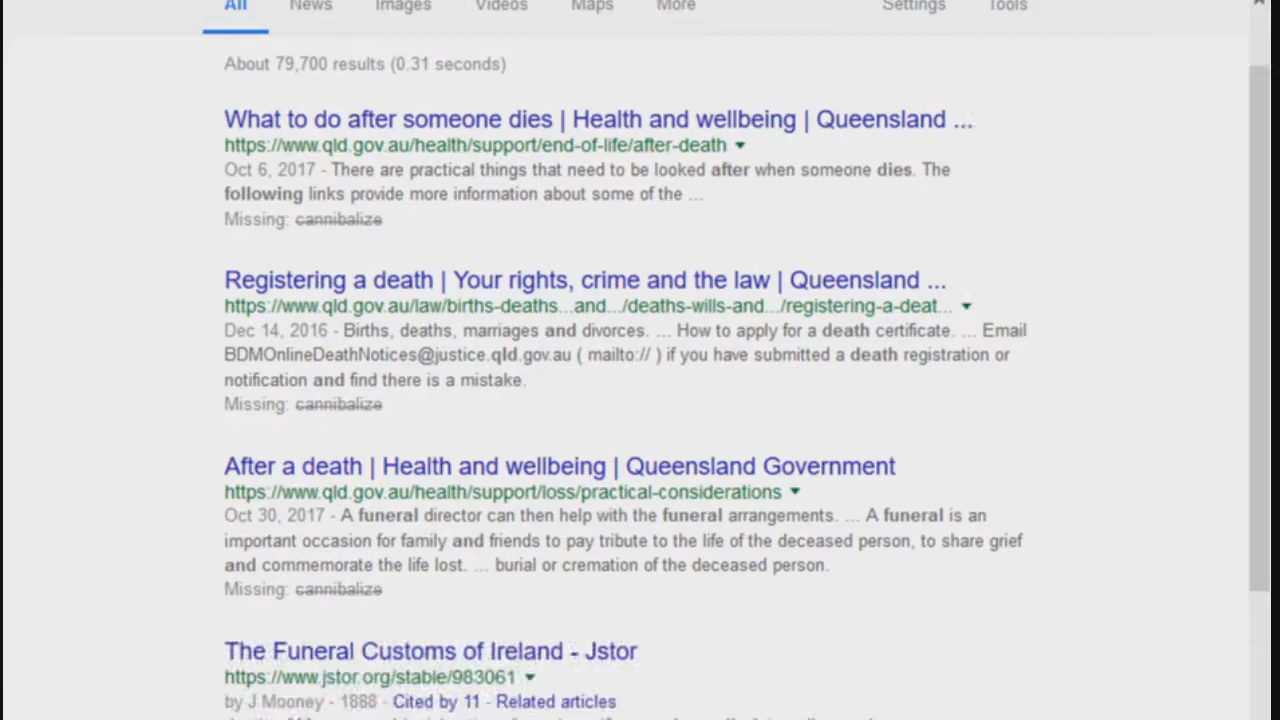 All News Images Videos Maps More Settings Tools
About 79,700 results (0.31 seconds)
What to do after someone dies | Health and wellbeing | Queensland ...
https://www.qld.gov.au/health/support/end-of-life/after-death
Oct 6, 2017 - There are practical things that need to be looked after when someone dies. The
following links provide more information about some of the ...
Missing: cannibalize
Registering a death | Your rights, crime and the law | Queensland ...
https://www.qld.gov.au/law/births-deaths...and.../deaths-wills-and.../registering-a-deat...
Dec 14, 2016 - Births, deaths, marriages and divorces. ... How to apply for a death certificate. ... Email
BDMOnlineDeathNotices@justice.qld.gov.au ( mailto:// ) if you have submitted a death registration or
notification and find there is a mistake.
Missing: cannibalize
After a death | Health and wellbeing | Queensland Government
https://www.qld.gov.au/health/support/loss/practical-considerations
Oct 30, 2017 - A funeral director can then help with the funeral arrangements. ... A funeral is an
important occasion for family and friends to pay tribute to the life of the deceased person, to share grief
and commemorate the life lost. ... burial or cremation of the deceased person.
Missing: cannibalize
The Funeral Customs of Ireland - Jstor
https://www.jstor.org/stable/983061
by J Mooney - 1888 - Cited by 11 - Related articles